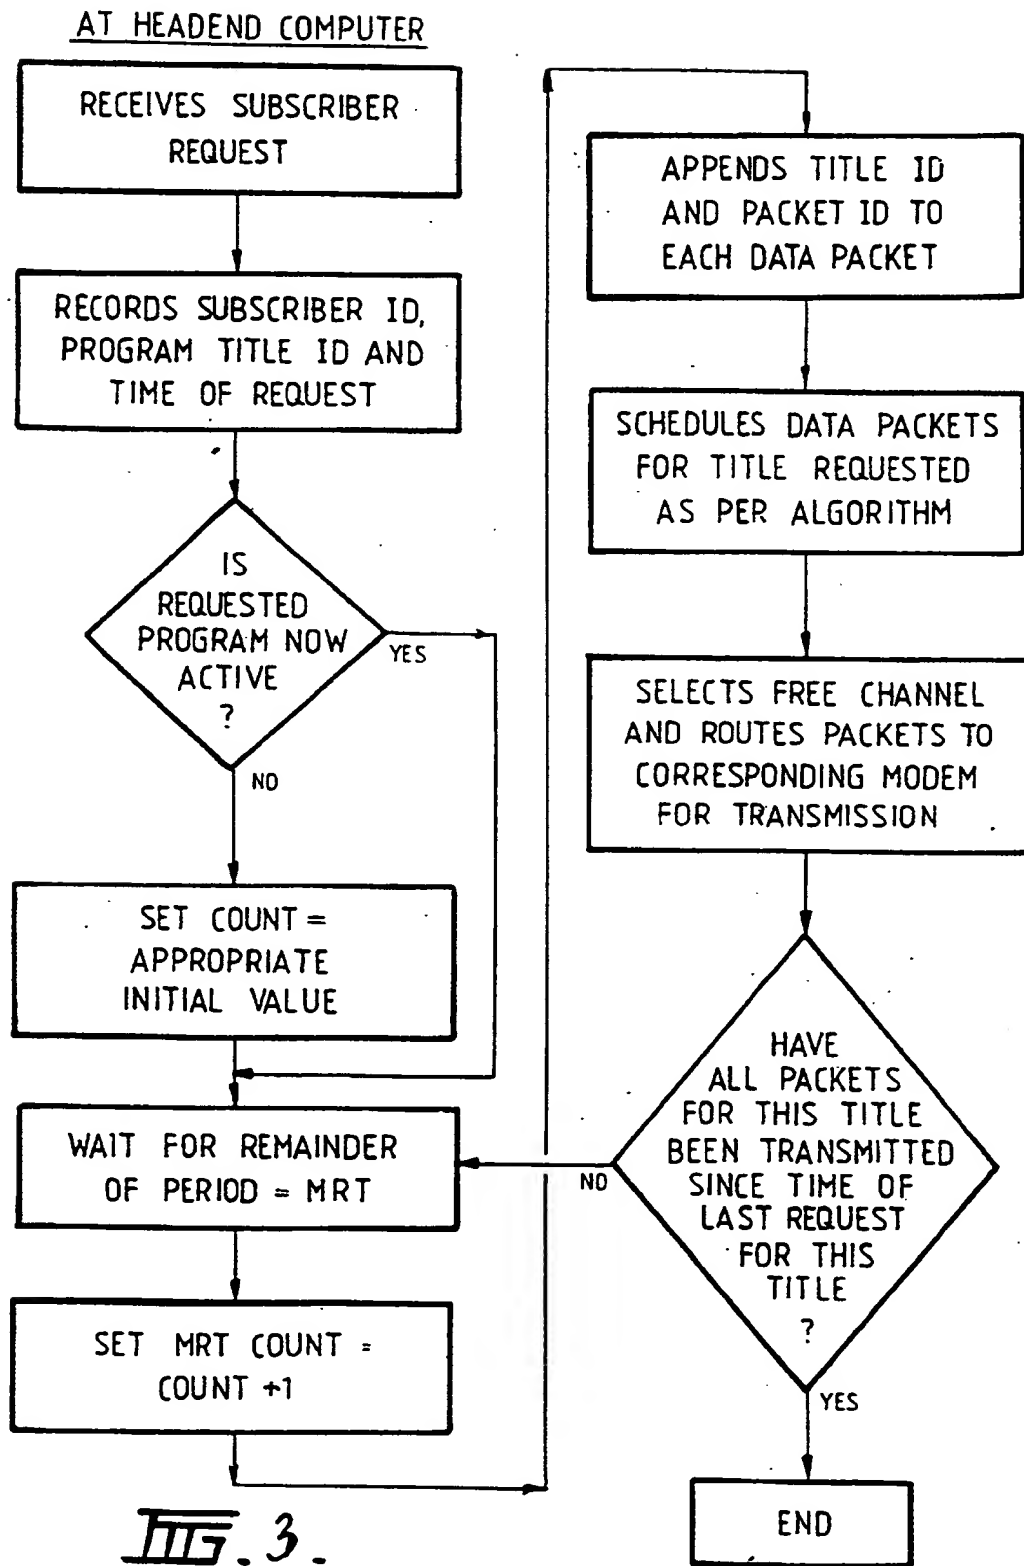 AT HEADEND COMPUTER
RECEIVES SUBSCRIBER
REQUEST
RECORDS SUBSCRIBER ID,
PROGRAM TITLE ID AND
TIME OF REQUEST
IS
REQUESTED
PROGRAM NOW
ACTIVE
?
YES
NO
SET COUNT =
APPROPRIATE
INITIAL VALUE
WAIT FOR REMAINDER
OF PERIOD = MRT
SET MRT COUNT =
COUNT +1
APPENDS TITLE ID
AND PACKET ID TO
EACH DATA PACKET
SCHEDULES DATA PACKETS
FOR TITLE REQUESTED
AS PER ALGORITHM
SELECTS FREE CHANNEL
AND ROUTES PACKETS TO
CORRESPONDING MODEM
FOR TRANSMISSION
HAVE
ALL PACKETS
FOR THIS TITLE
BEEN TRANSMITTED
SINCE TIME OF
LAST REQUEST
FOR THIS
TITLE
?
NO
YES
END
FIG. 3.